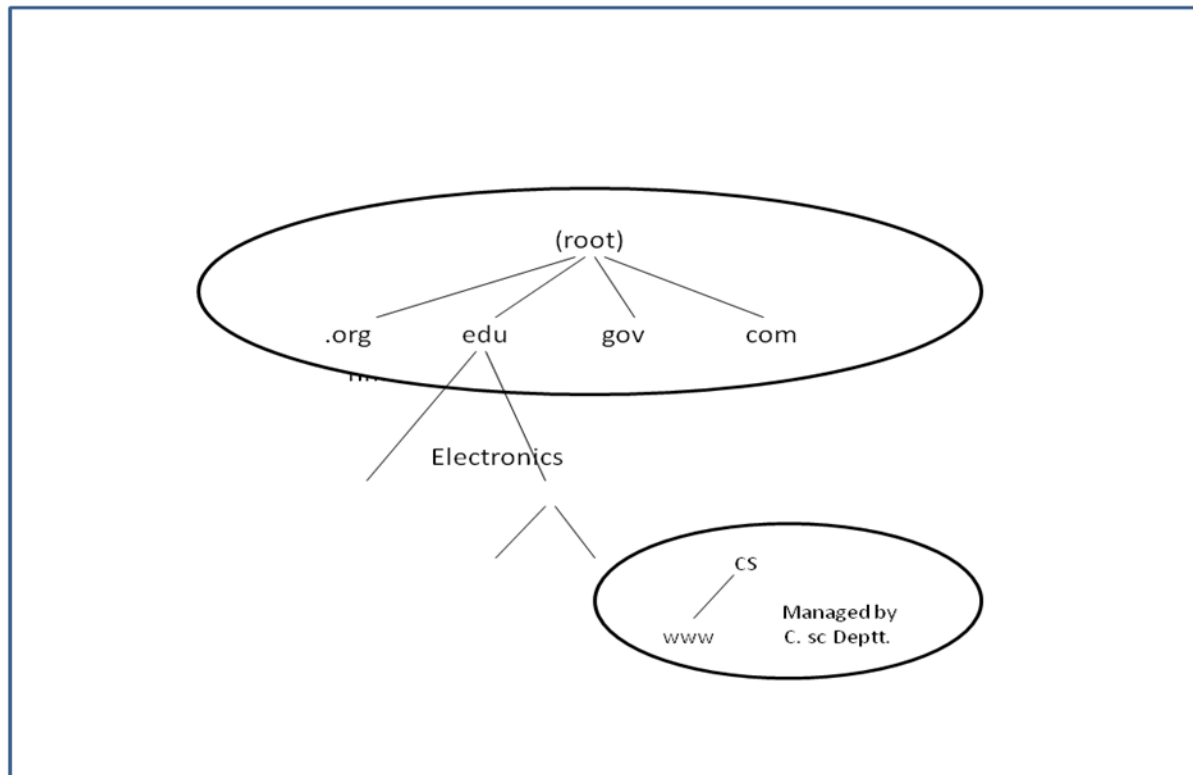 (root)
.org edu gov com
Electronics
cs
Managed by
www C. sc Deptt.